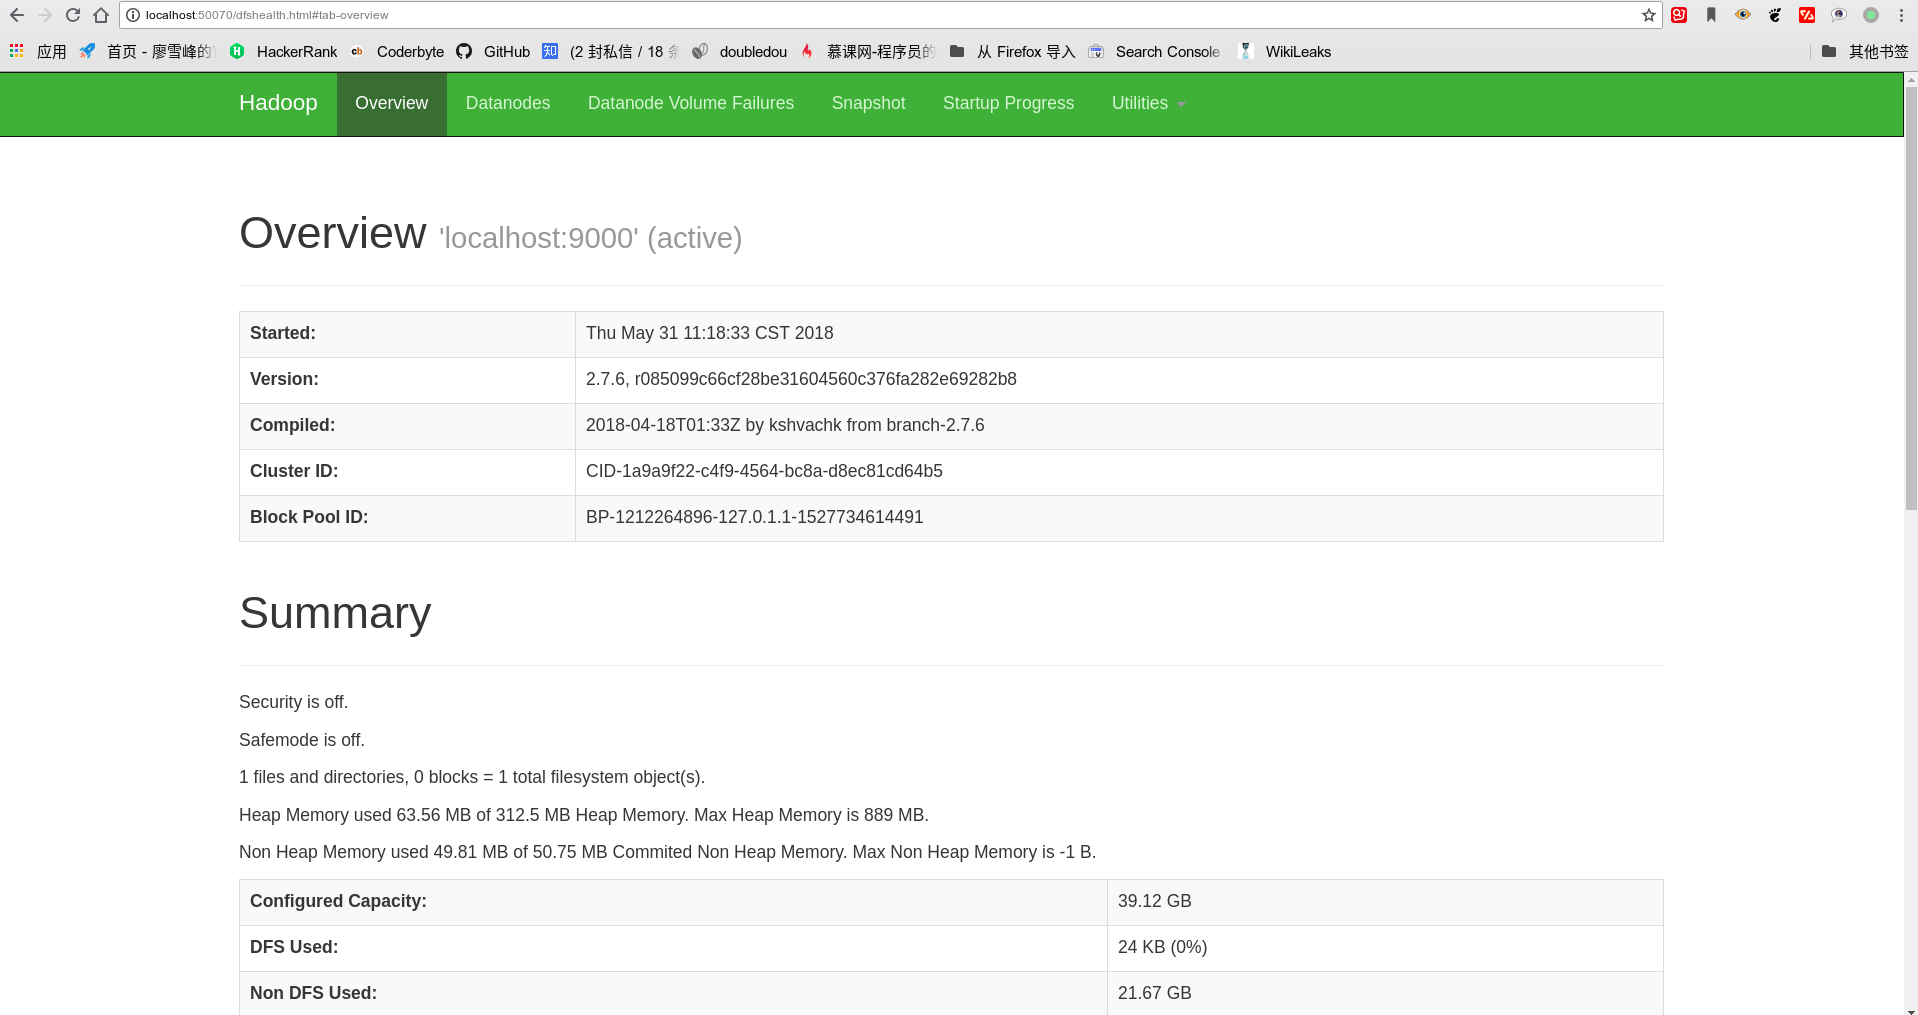 localhost:50070/dfshealth.html#tab-overview
应用 首页 - 廖雪峰的 HackerRank Coderbyte GitHub (2 封私信 / 18 条 doubledou 慕课网-程序员的 从 Firefox 导入 Search Console WikiLeaks 其他书签
Hadoop Overview Datanodes Datanode Volume Failures Snapshot Startup Progress Utilities
Overview 'localhost:9000' (active)
Started: Thu May 31 11:18:33 CST 2018
Version: 2.7.6, r085099c66cf28be31604560c376fa282e69282b8
Compiled: 2018-04-18T01:33Z by kshvachk from branch-2.7.6
Cluster ID: CID-1a9a9f22-c4f9-4564-bc8a-d8ec81cd64b5
Block Pool ID: BP-1212264896-127.0.1.1-1527734614491
Summary
Security is off.
Safemode is off.
1 files and directories, 0 blocks = 1 total filesystem object(s).
Heap Memory used 63.56 MB of 312.5 MB Heap Memory. Max Heap Memory is 889 MB.
Non Heap Memory used 49.81 MB of 50.75 MB Commited Non Heap Memory. Max Non Heap Memory is -1 B.
Configured Capacity: 39.12 GB
DFS Used: 24 KB (0%)
Non DFS Used: 21.67 GB